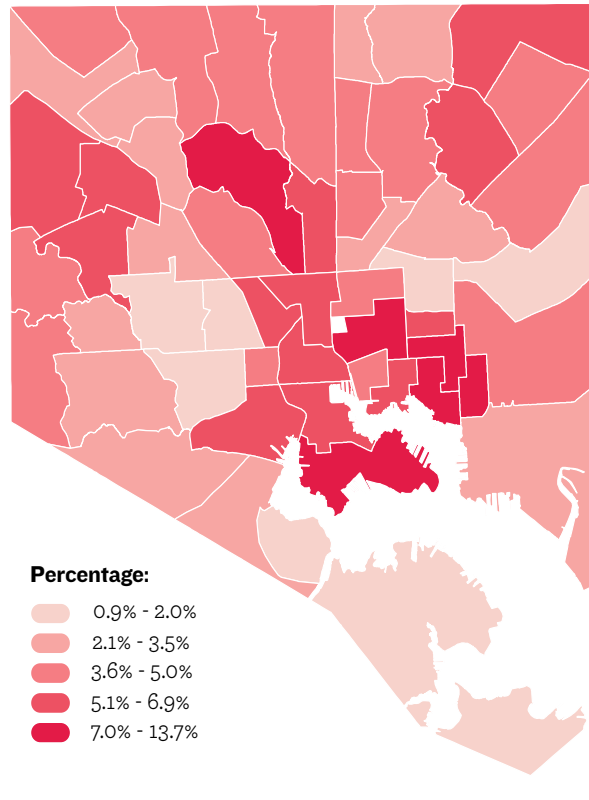 Percentage:
0.9% - 2.0%
2.1% - 3.5%
3.6% - 5.0%
5.1% - 6.9%
7.0% - 13.7%